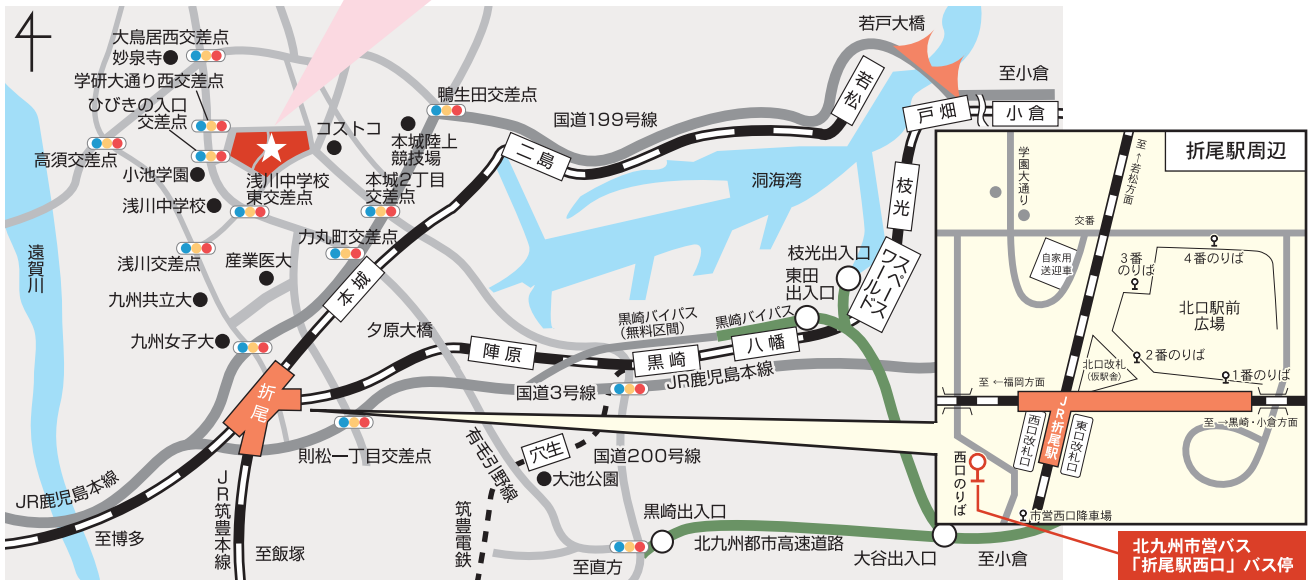 大鳥居西交差点
妙泉寺
学研大通り西交差点
ひびきの入口
交差点
高須交差点
小池学園
浅川中学校
浅川中学校
東交差点
コストコ
本城陸上
競技場
鴨生田交差点
本城2丁目
交差点
力丸町交差点
浅川交差点
産業医大
九州共立大
九州女子大
遠賀川
国道199号線
二島
本城
若松
若戸大橋
至小倉
戸畑
小倉
枝光
洞海湾
枝光出入口
東田
出入口
スペース
ワールド
黒崎バイパス
(無料区間)
黒崎バイパス
夕原大橋
陣原
黒崎
八幡
JR鹿児島本線
国道3号線
折尾
則松一丁目交差点
有毛引野線
穴生
国道200号線
大池公園
JR鹿児島本線
至博多
JR筑豊本線
至飯塚
筑豊電鉄
黒崎出入口
至直方
北九州都市高速道路
大谷出入口
至小倉
折尾駅周辺
至←若松方面
学園大通り
交番
自家用
送迎車
3番
のりば
4番のりば
北口駅前
広場
北口改札
(仮駅舎)
2番のりば
1番のりば
至 ←福岡方面
至 →黒崎・小倉方面
JR折尾駅
西口改札口
東口改札口
西口のりば
市営西口降車場
北九州市営バス
「折尾駅西口」バス停